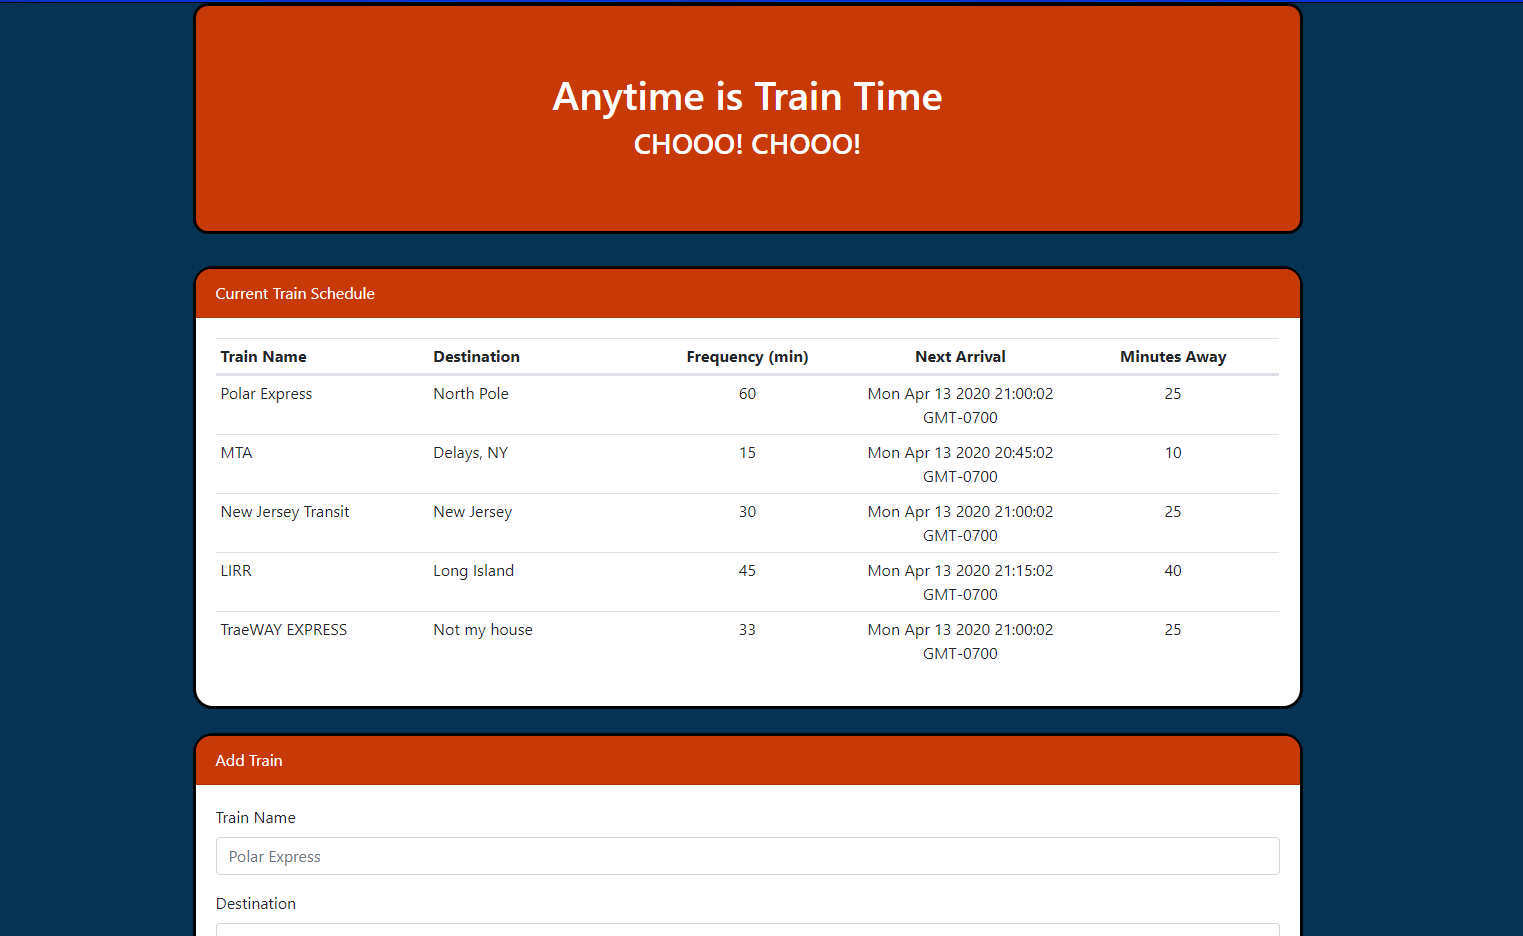 Anytime is Train Time
CHOOO! CHOOO!
Current Train Schedule
Train Name Destination Frequency (min) Next Arrival Minutes Away
Polar Express North Pole 60 Mon Apr 13 2020 21:00:02 25
GMT-0700
MTA Delays, NY 15 Mon Apr 13 2020 20:45:02 10
GMT-0700
New Jersey Transit New Jersey 30 Mon Apr 13 2020 21:00:02 25
GMT-0700
LIRR Long Island 45 Mon Apr 13 2020 21:15:02 40
GMT-0700
TraeWAY EXPRESS Not my house 33 Mon Apr 13 2020 21:00:02 25
GMT-0700
Add Train
Train Name
Polar Express
Destination